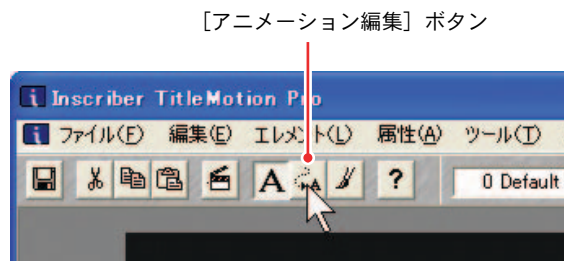 ［アニメーション編集］ボタン
Inscriber TitleMotion Pro
ファイル(F) 編集(E) エレメント(L) 属性(A) ツール(T)
A A ? 0 Default